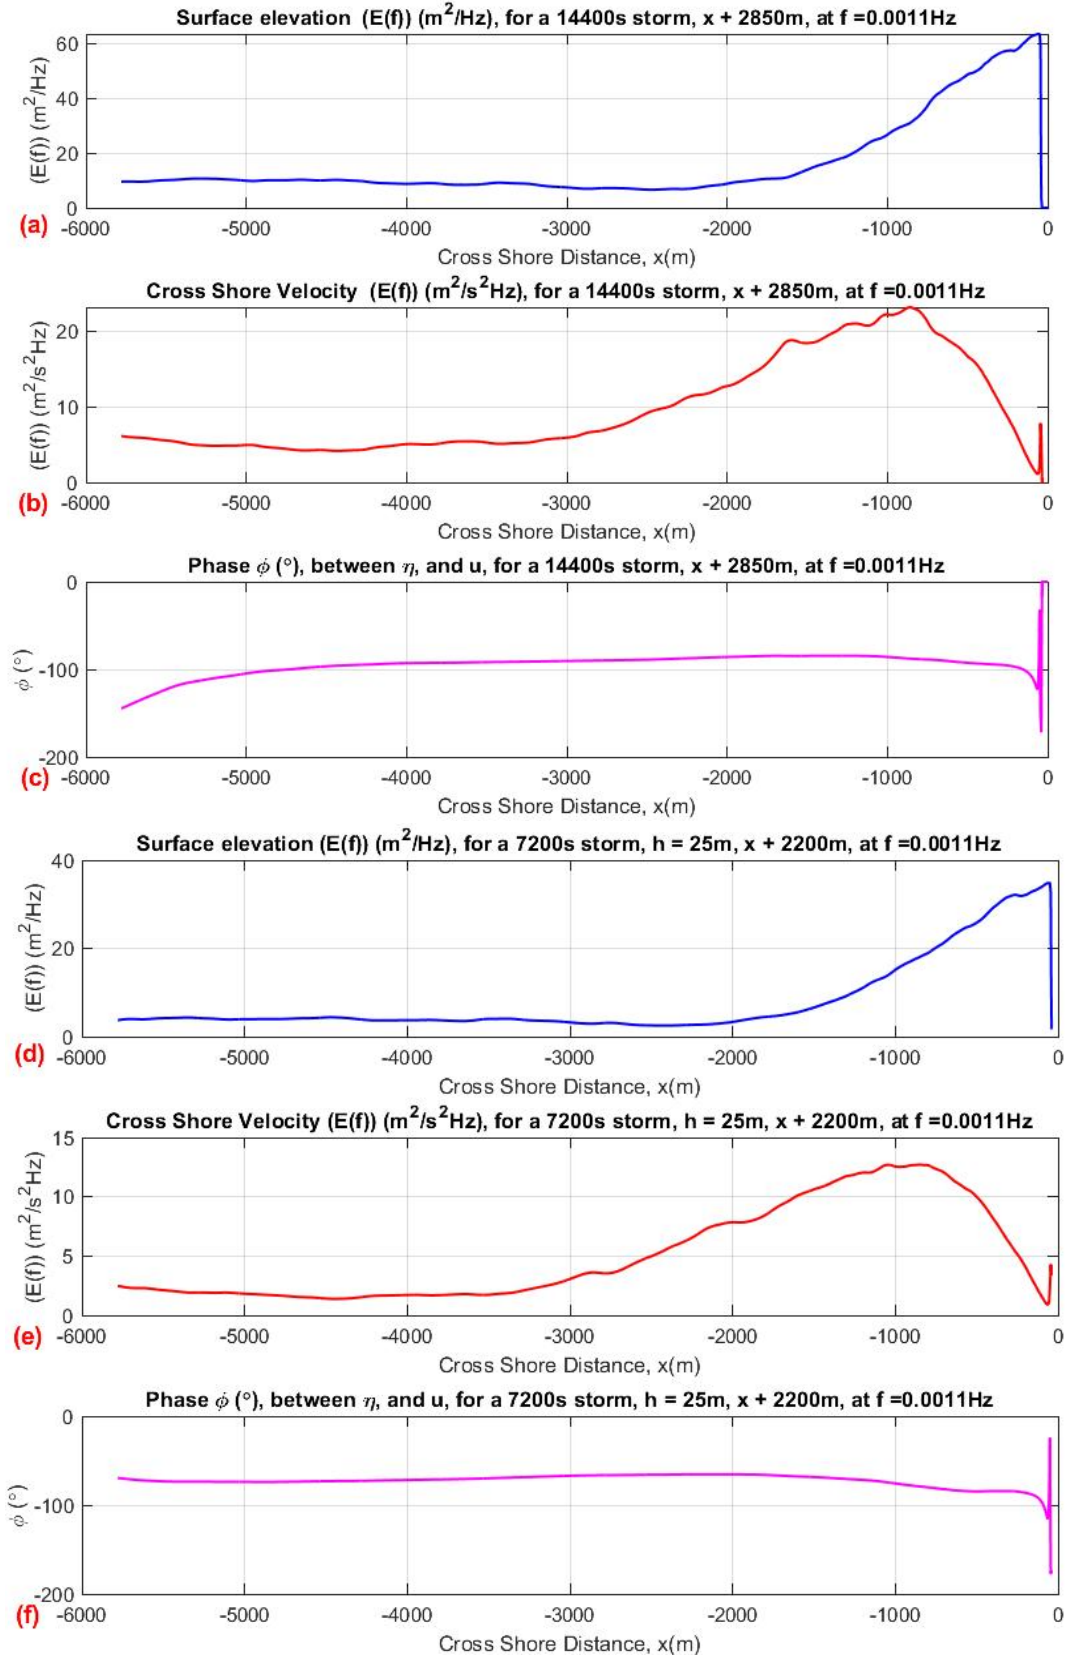 Surface elevation (E(f)) (m²/Hz), for a 14400s storm, x + 2850m, at f =0.0011Hz
(E(f)) (m²/Hz)
60
40
20
0
(a) -6000 -5000 -4000 -3000 -2000 -1000 0
Cross Shore Distance, x(m)
Cross Shore Velocity (E(f)) (m²/s²Hz), for a 14400s storm, x + 2850m, at f =0.0011Hz
(E(f)) (m²/s²Hz)
20
10
0
(b) -6000 -5000 -4000 -3000 -2000 -1000 0
Cross Shore Distance, x(m)
Phase ϕ (°), between η, and u, for a 14400s storm, x + 2850m, at f =0.0011Hz
ϕ (°)
0
-100
-200
(c) -6000 -5000 -4000 -3000 -2000 -1000 0
Cross Shore Distance, x(m)
Surface elevation (E(f)) (m²/Hz), for a 7200s storm, h = 25m, x + 2200m, at f =0.0011Hz
(E(f)) (m²/Hz)
40
20
0
(d) -6000 -5000 -4000 -3000 -2000 -1000 0
Cross Shore Distance, x(m)
Cross Shore Velocity (E(f)) (m²/s²Hz), for a 7200s storm, h = 25m, x + 2200m, at f =0.0011Hz
(E(f)) (m²/s²Hz)
15
10
5
0
(e) -6000 -5000 -4000 -3000 -2000 -1000 0
Cross Shore Distance, x(m)
Phase ϕ (°), between η, and u, for a 7200s storm, h = 25m, x + 2200m, at f =0.0011Hz
ϕ (°)
0
-100
-200
(f) -6000 -5000 -4000 -3000 -2000 -1000 0
Cross Shore Distance, x(m)